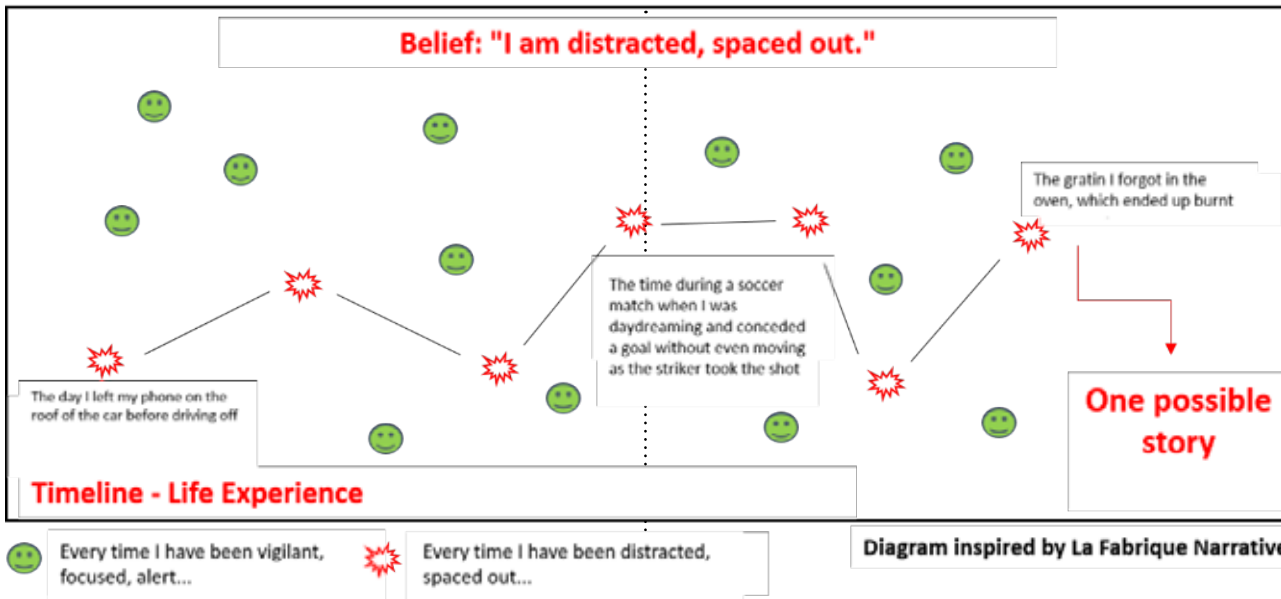 Belief: "I am distracted, spaced out."
The gratin I forgot in the
oven, which ended up burnt
The time during a soccer
match when I was
daydreaming and conceded
a goal without even moving
as the striker took the shot
The day I left my phone on the
roof of the car before driving off
One possible
story
Timeline - Life Experience
Every time I have been vigilant,
focused, alert...
Every time I have been distracted,
spaced out...
Diagram inspired by La Fabrique Narrative